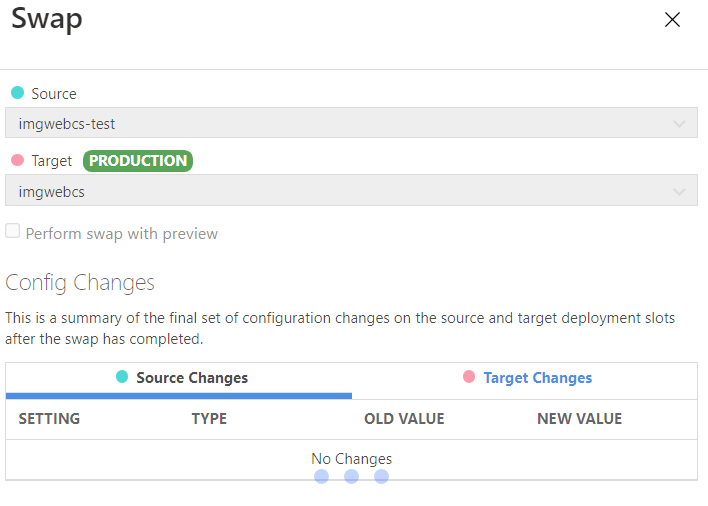 Swap
Source
imgwebcs-test
Target PRODUCTION
imgwebcs
Perform swap with preview
Config Changes
This is a summary of the final set of configuration changes on the source and target deployment slots
after the swap has completed.
Source Changes Target Changes
SETTING TYPE OLD VALUE NEW VALUE
No Changes